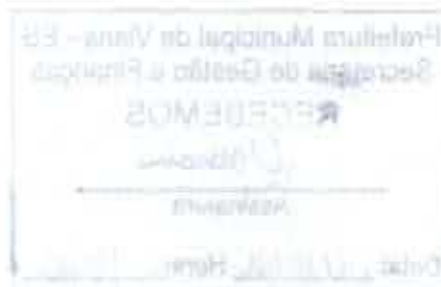 Prefeitura Municipal de Viana - ES
Secretaria de Gestão e Finanças
RECEBEMOS
Assinatura
Data: Hora: